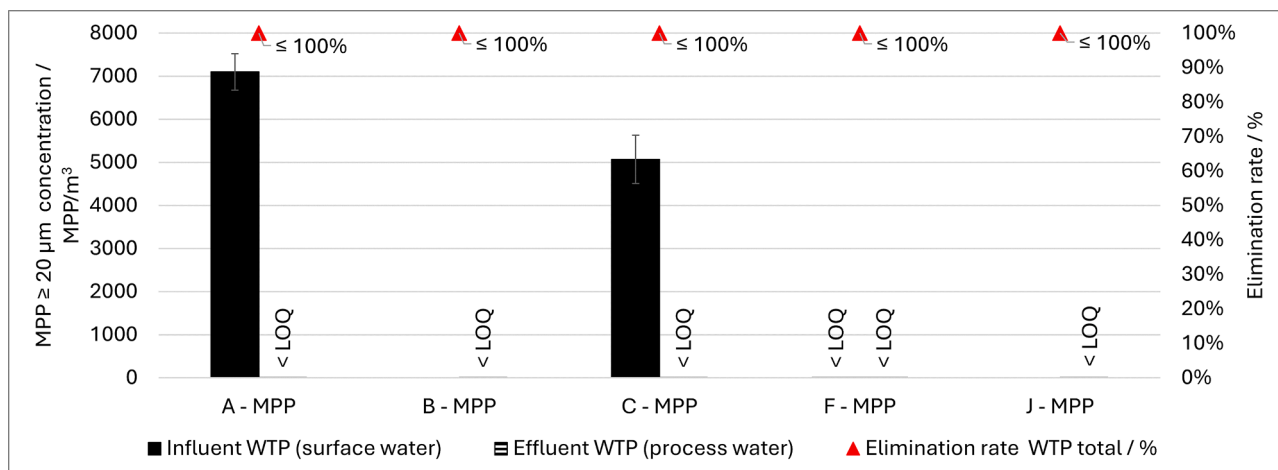 8000
7000
6000
5000
4000
3000
2000
1000
0
MPP ≥ 20 µm concentration /
MPP/m³
≤ 100%
≤ 100%
≤ 100%
≤ 100%
≤ 100%
< LOQ
< LOQ
< LOQ
< LOQ
< LOQ
< LOQ
100%
90%
80%
70%
60%
50%
40%
30%
20%
10%
0%
Elimination rate / %
A - MPP
B - MPP
C - MPP
F - MPP
J - MPP
Influent WTP (surface water)
Effluent WTP (process water)
Elimination rate WTP total / %